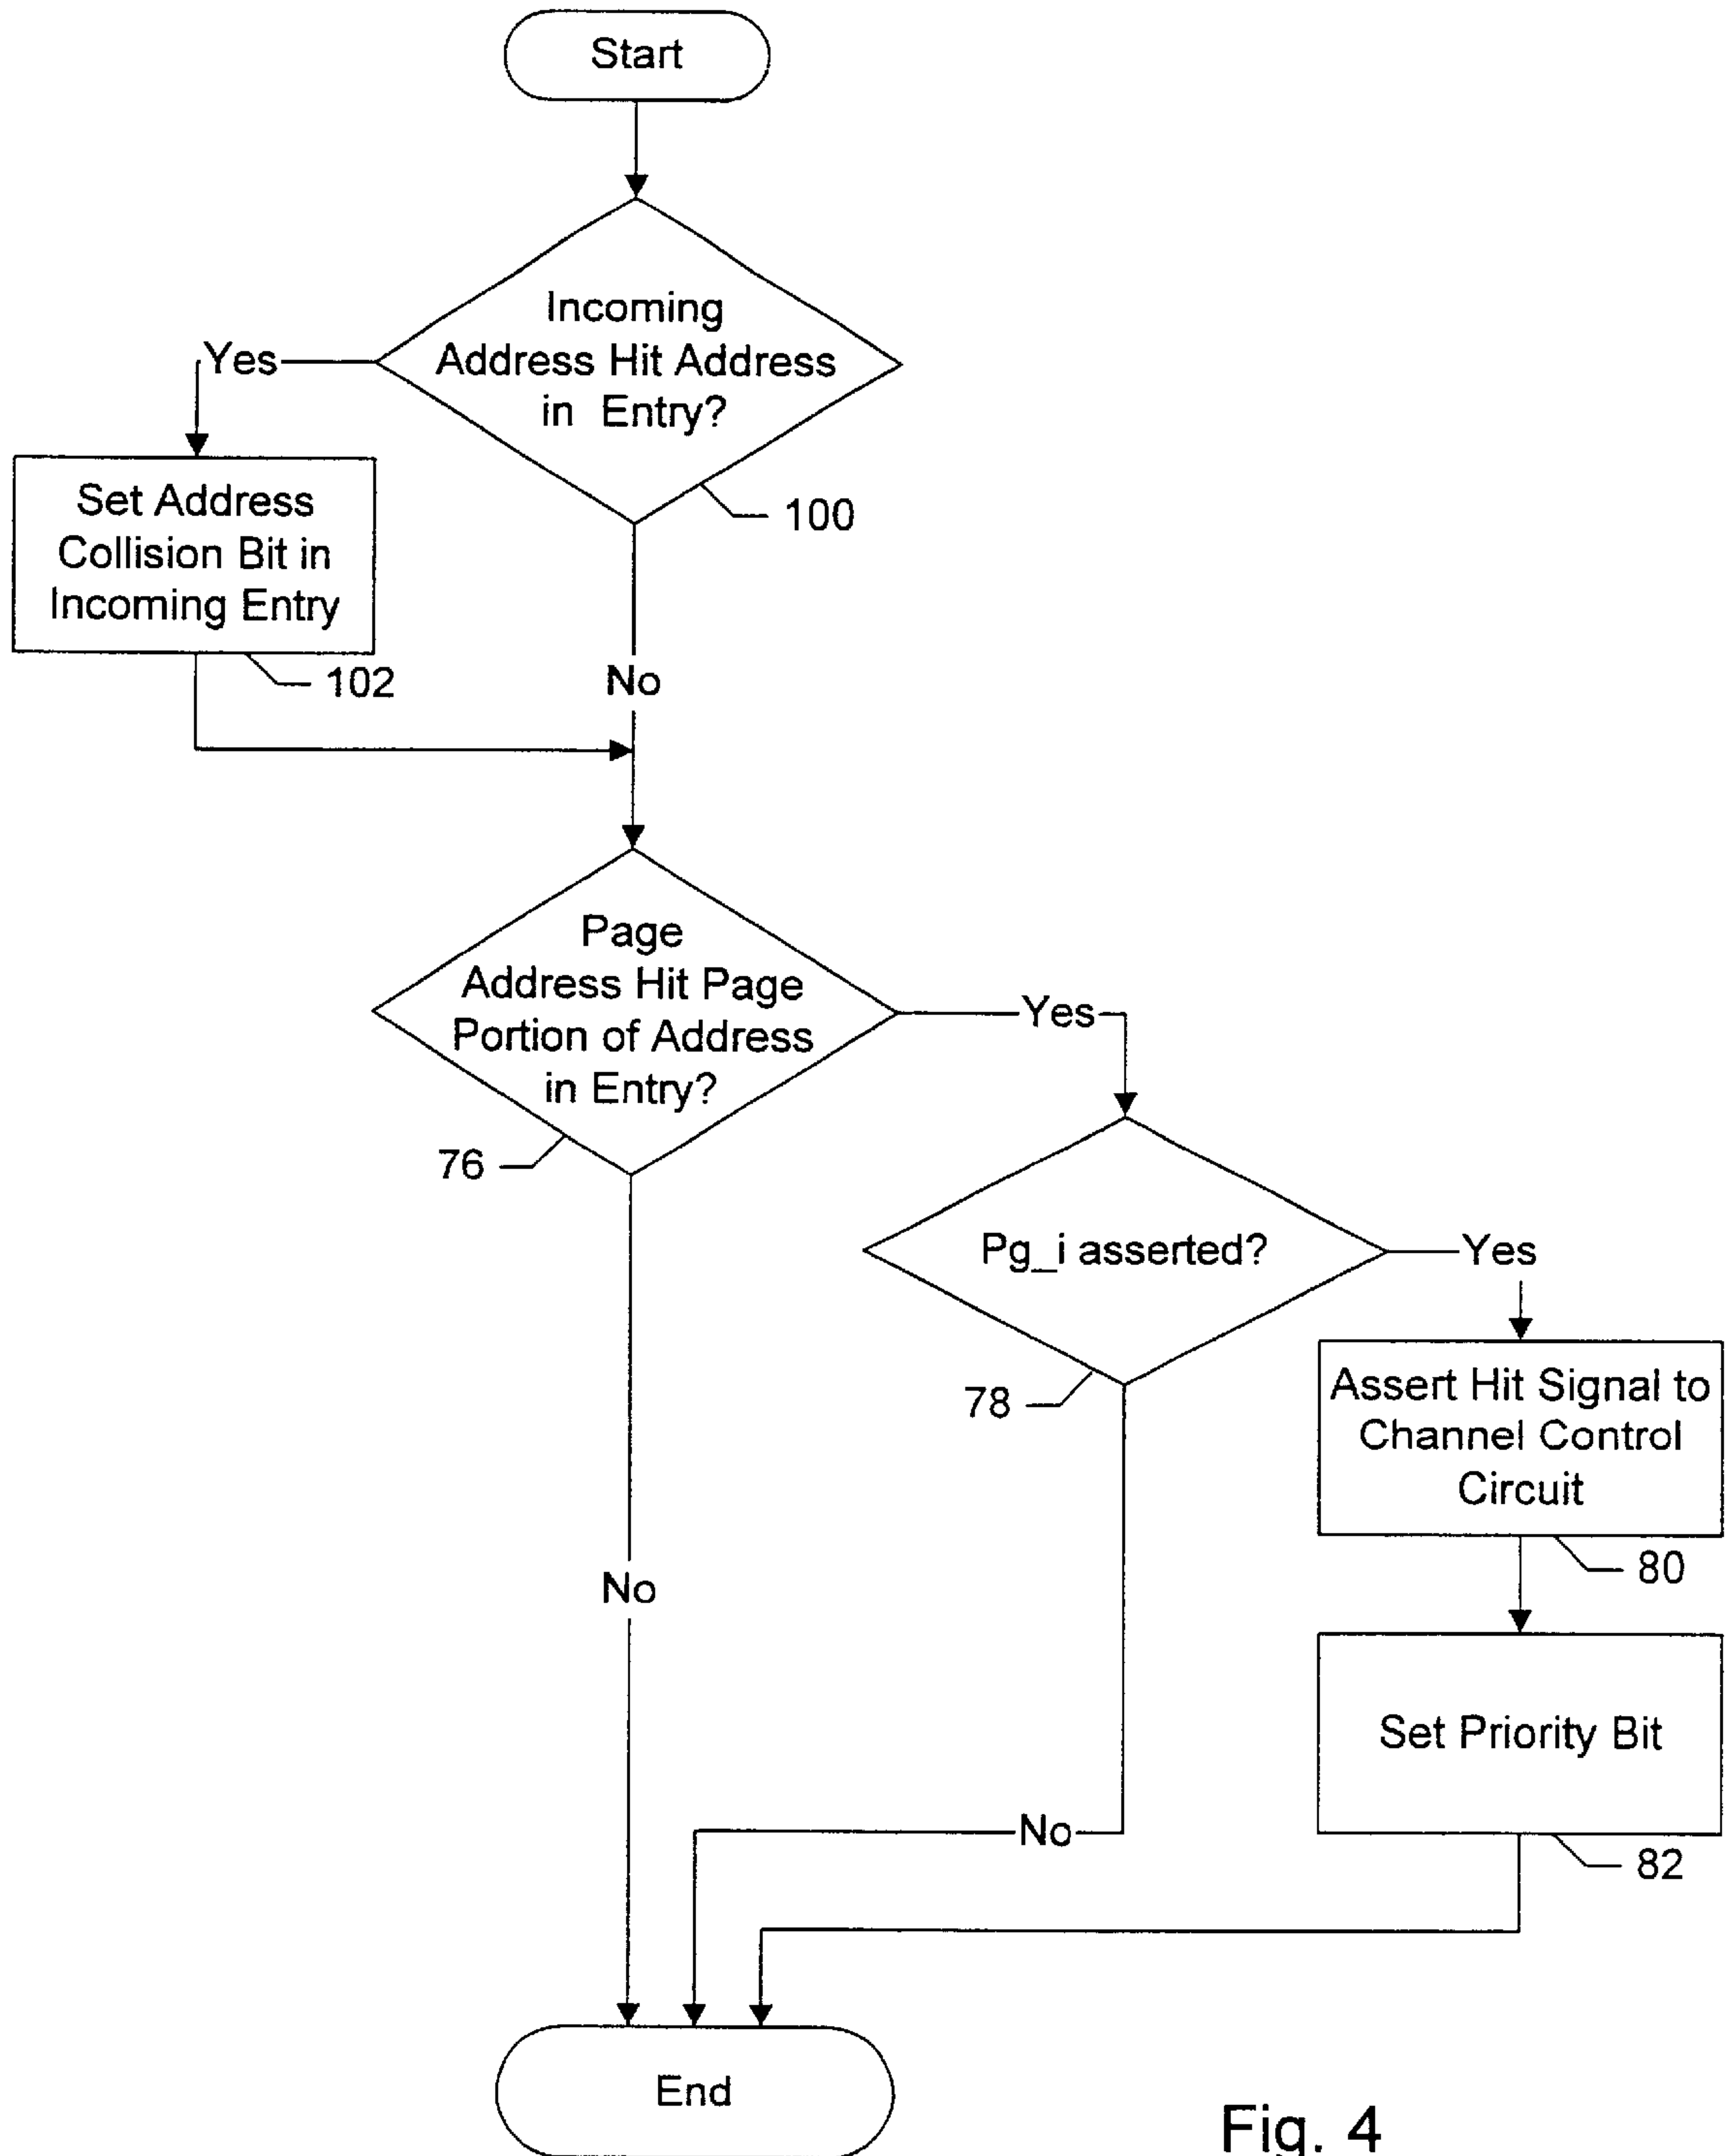 Start
Incoming
Address Hit Address
in Entry?
Yes
100
Set Address
Collision Bit in
Incoming Entry
102
No
Page
Address Hit Page
Portion of Address
in Entry?
Yes
76
Pg_i asserted?
Yes
78
Assert Hit Signal to
Channel Control
Circuit
80
No
Set Priority Bit
No
82
End
Fig. 4